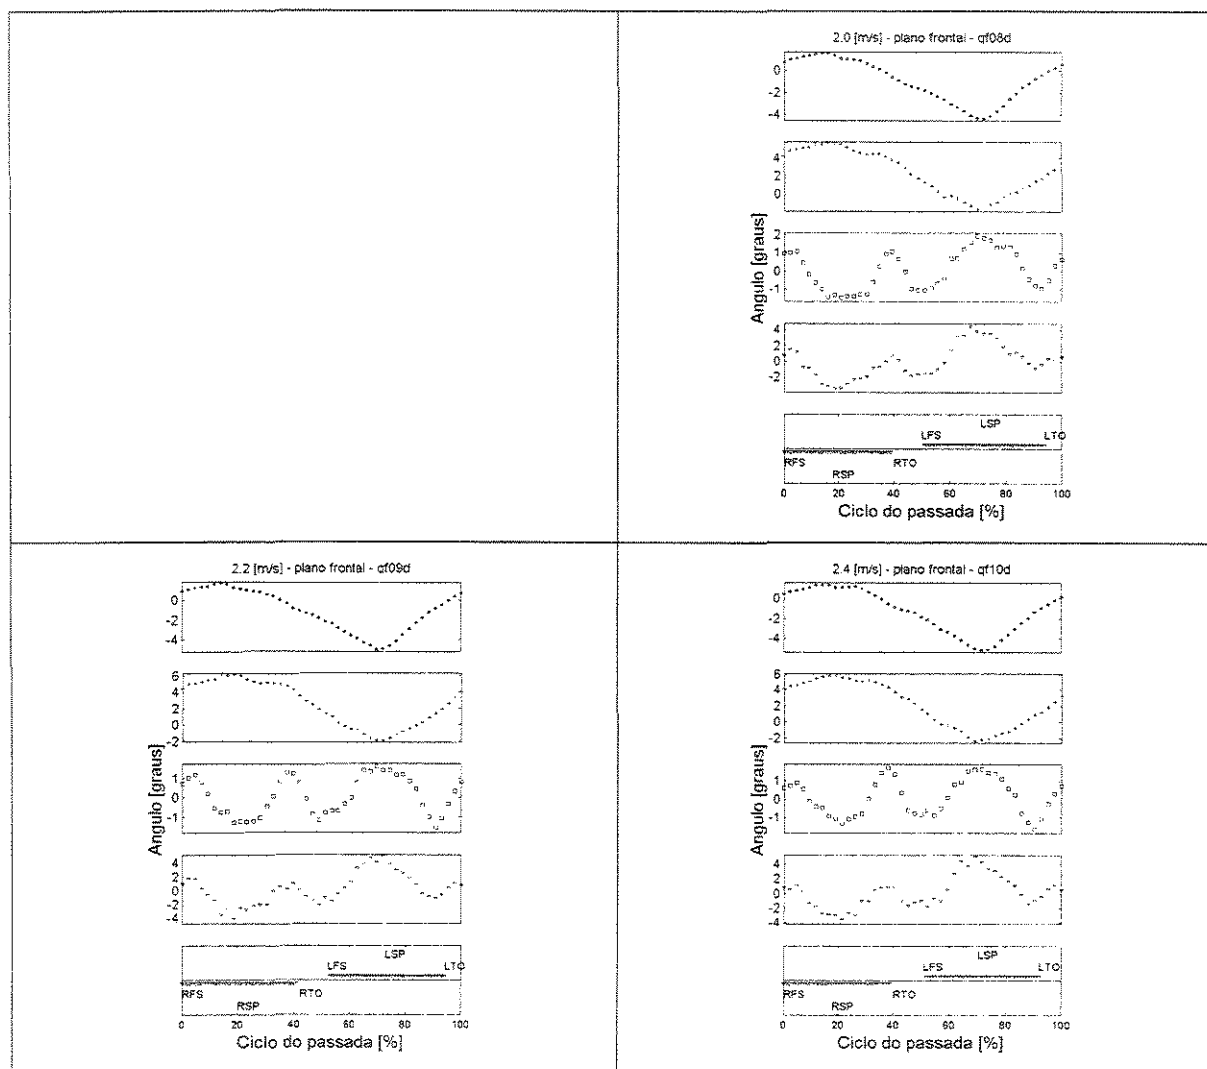 2.0 [m/s] - plano frontal - qf08d
0
-2
-4
4
2
0
2
1
0
-1
4
2
0
-2
Angulo [graus]
LSP
LFS
LTO
RFS
RTO
RSP
0 20 40 60 80 100
Ciclo do passada [%]
2.2 [m/s] - plano frontal - qf09d
0
-2
-4
6
4
2
0
-2
1
0
-1
4
2
0
-2
-4
Angulo [graus]
LSP
LFS
LTO
RFS
RTO
RSP
0 20 40 60 80 100
Ciclo do passada [%]
2.4 [m/s] - plano frontal - qf10d
0
-2
-4
6
4
2
0
-2
1
0
-1
4
2
0
-2
-4
Angulo [graus]
LSP
LFS
LTO
RFS
RTO
RSP
0 20 40 60 80 100
Ciclo do passada [%]